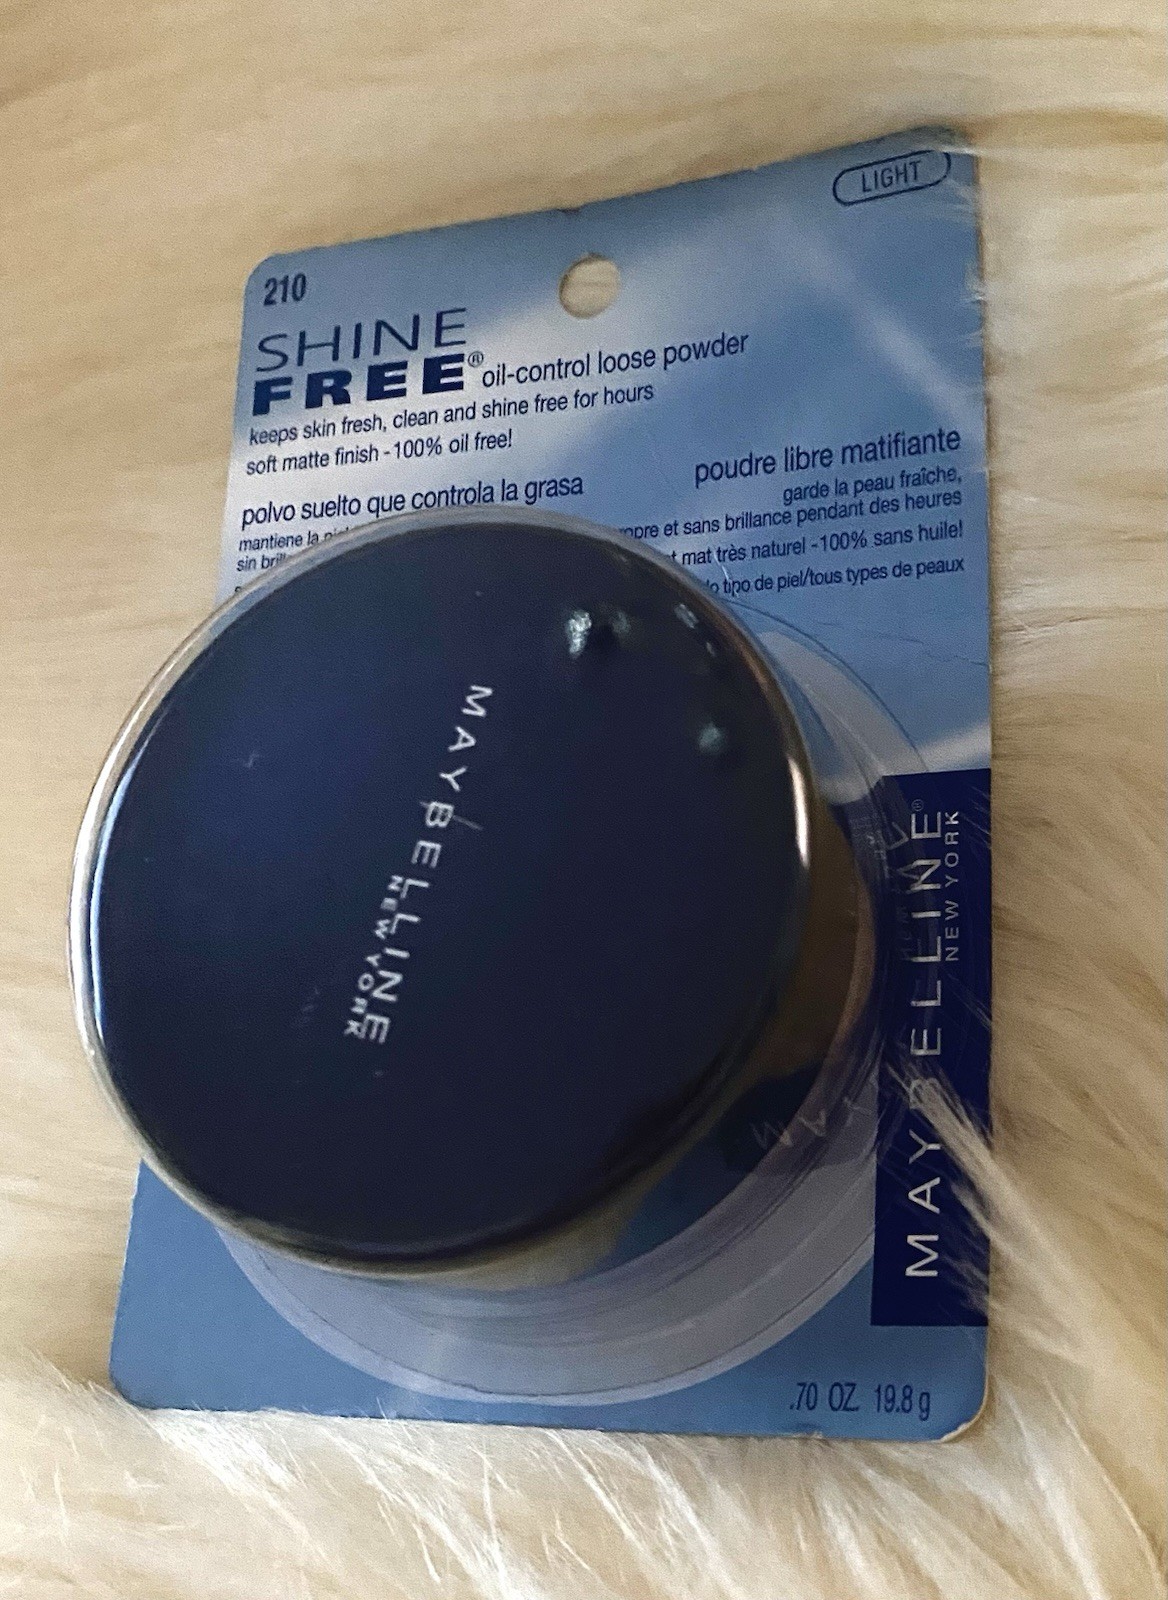 LIGHT
210
SHINE
FREE® oil-control loose powder
keeps skin fresh, clean and shine free for hours
soft matte finish - 100% oil free!
polvo suelto que controla la grasa
mantiene la
sin
poudre libre matifiante
garde la peau fraîche,
et sans brillance pendant des heures
mat très naturel - 100% sans huile!
tipo de piel/tous types de peaux
MAYBELLINE
NEW YORK
MAYBELLINE®
NEW YORK
.70 OZ. 19.8 g